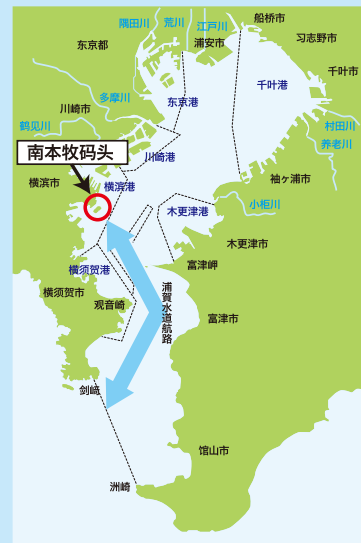 船桥市
隅田川
荒川
江户川
习志野市
东京都
浦安市
千叶市
千叶港
多摩川
东京港
川崎市
村田川
鹤见川
养老川
南本牧码头
川崎港
横滨市
横滨港
袖ヶ浦市
小柜川
木更津港
木更津市
横须贺港
富津岬
横须贺市
浦贺水道航路
观音崎
富津市
剑崎
馆山市
洲崎